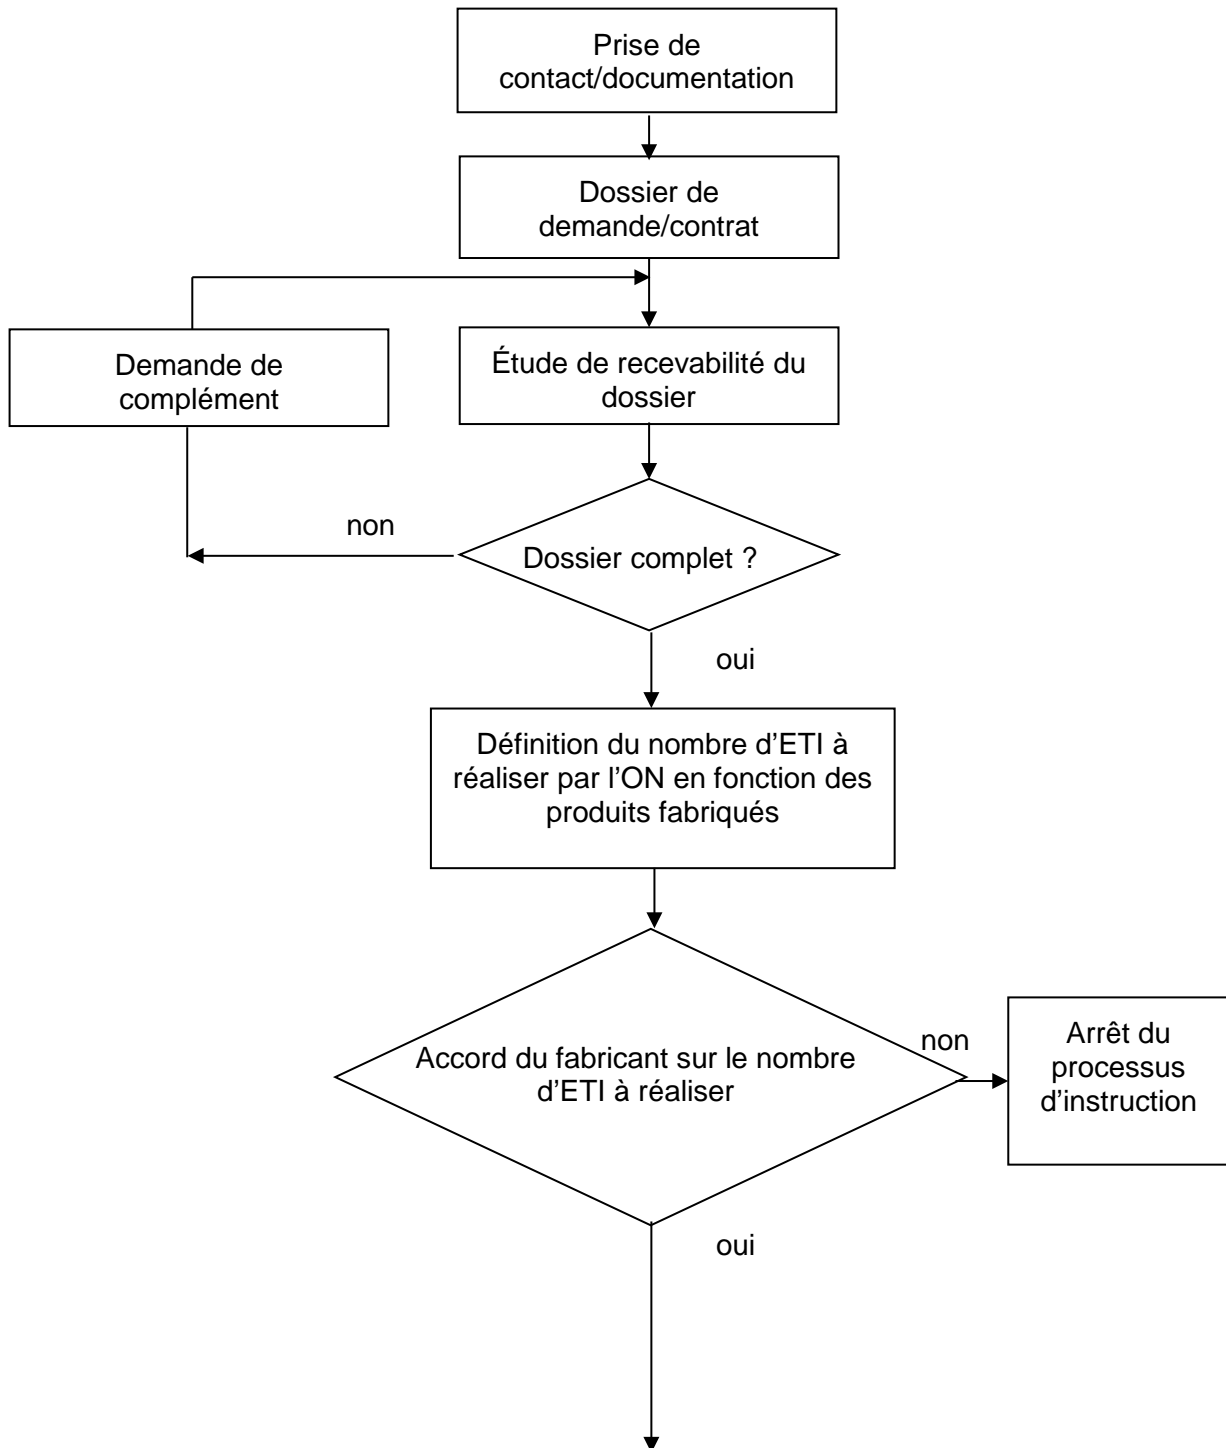 Prise de
contact/documentation
Dossier de
demande/contrat
Demande de
complément
Étude de recevabilité du
dossier
non
Dossier complet ?
oui
Définition du nombre d’ETI à
réaliser par l’ON en fonction des
produits fabriqués
Accord du fabricant sur le nombre
d’ETI à réaliser
non
Arrêt du
processus
d’instruction
oui